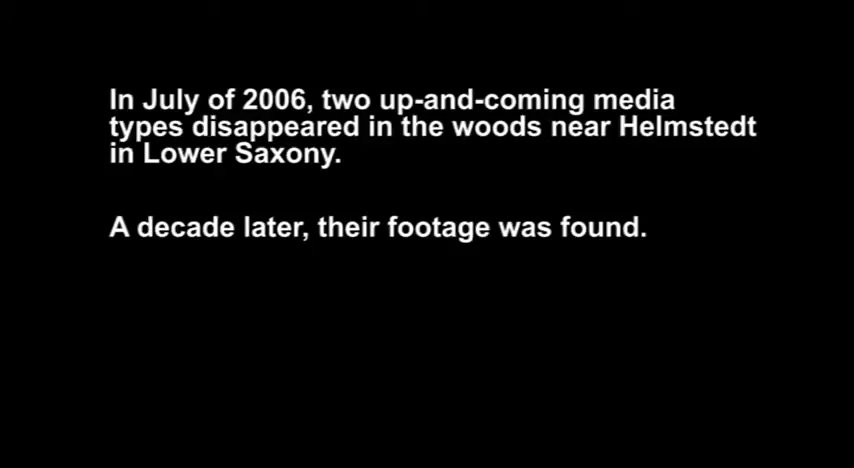 In July of 2006, two up-and-coming media
types disappeared in the woods near Helmstedt
in Lower Saxony.
A decade later, their footage was found.